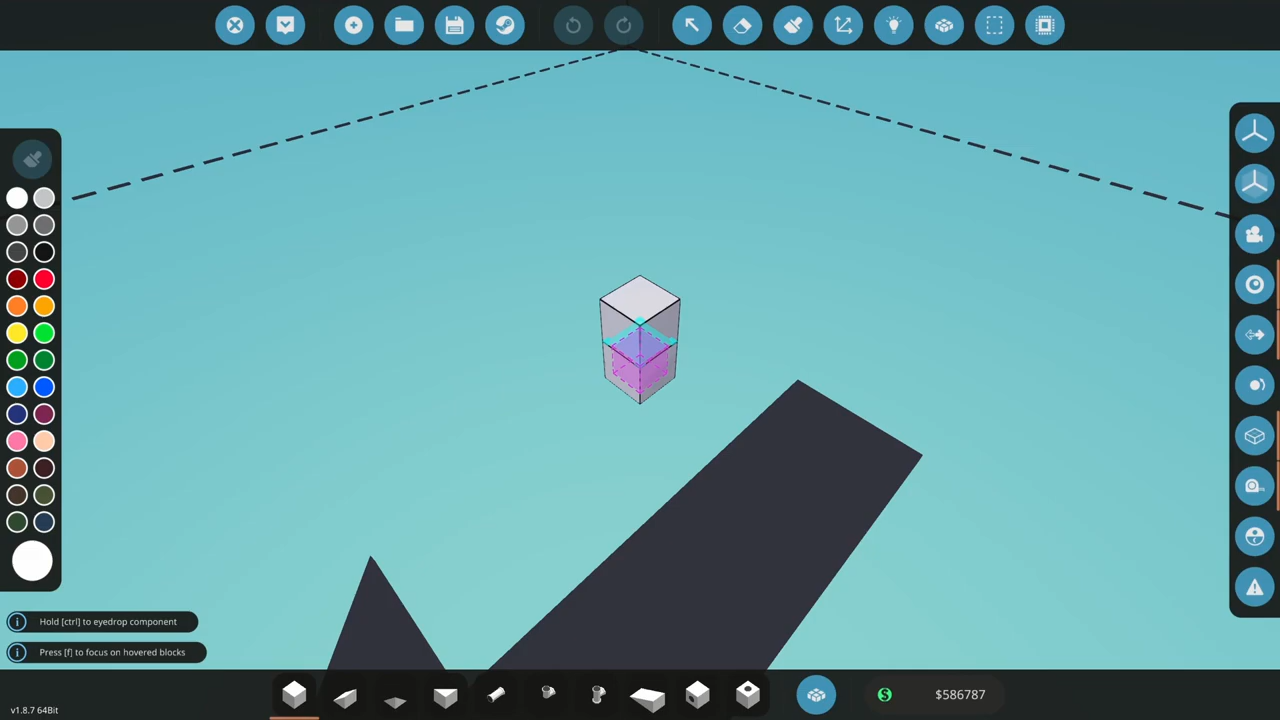 Hold [ctrl] to eyedrop component
Press [f] to focus on hovered blocks
$586787
v1.8.7 64Bit